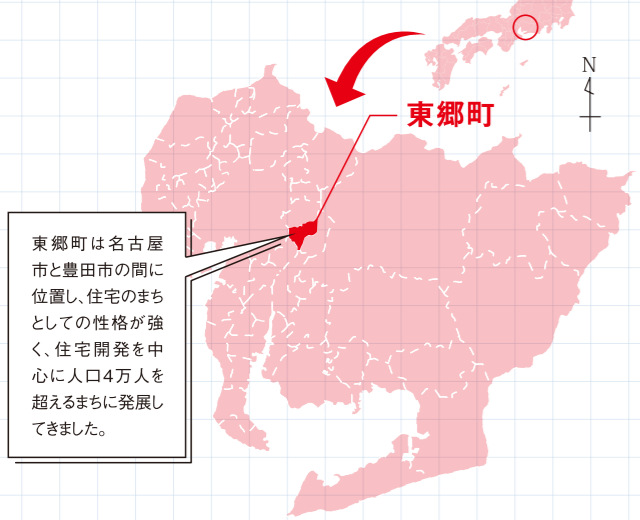 N
東郷町
東郷町は名古屋
市と豊田市の間に
位置し、住宅のまち
としての性格が強
く、住宅開発を中
心に人口4万人を
超えるまちに発展し
てきました。